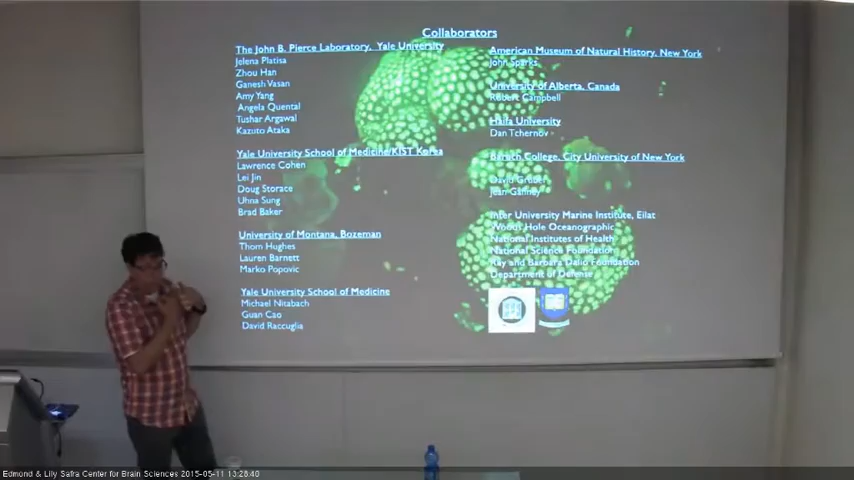 Collaborators
The John B. Pierce Laboratory, Yale University
Jelena Platisa
Zhou Han
Ganesh Vasan
Amy Yang
Angela Quental
Tushar Argawal
Kazuto Ataka
Yale University School of Medicine/KIST Korea
Lawrence Cohen
Lei Jin
Doug Storace
Uhna Sung
Brad Baker
University of Montana, Bozeman
Thom Hughes
Lauren Barnett
Marko Popovic
Yale University School of Medicine
Michael Nitabach
Guan Cao
David Raccuglia
American Museum of Natural History, New York
John Sparks
University of Alberta, Canada
Robert Campbell
Haifa University
Dan Tchernov
Baruch College, City University of New York
David Gruber
Jean Gaffney
Inter University Marine Institute, Eilat
Woods Hole Oceanographic
National Institutes of Health
National Science Foundation
Ray and Barbara Dalio Foundation
Department of Defense
Edmond & Lily Safra Center for Brain Sciences 2015-05-11 13:28:40